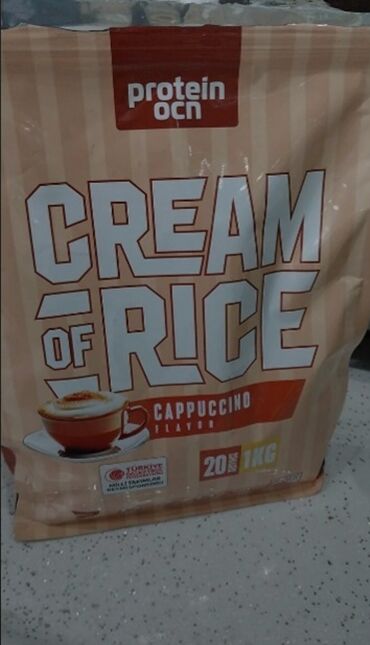 protein
ocn
CREAM
OF RICE
CAPPUCCINO
FLAVOR
TÜRKİYE
MİLLİ TAKIMLAR
20 1KG